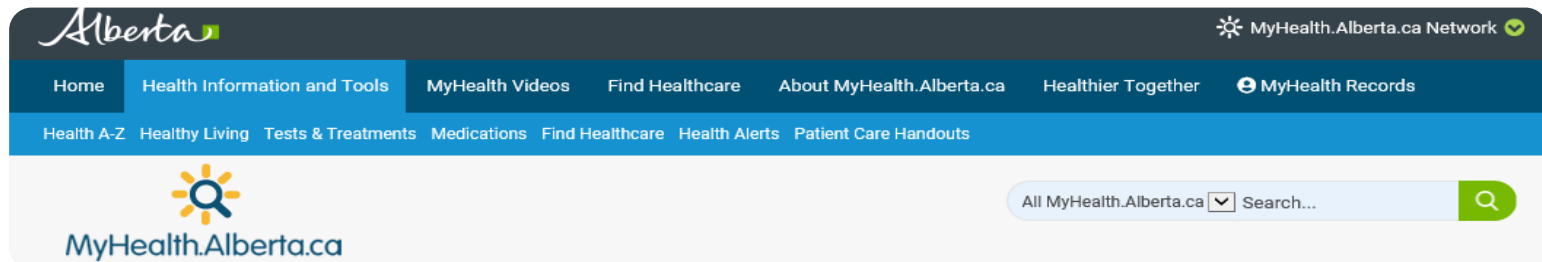 Alberta
MyHealth.Alberta.ca Network
Home Health Information and Tools MyHealth Videos Find Healthcare About MyHealth.Alberta.ca Healthier Together MyHealth Records
Health A-Z Healthy Living Tests & Treatments Medications Find Healthcare Health Alerts Patient Care Handouts
All MyHealth.Alberta.ca Search...
MyHealth.Alberta.ca